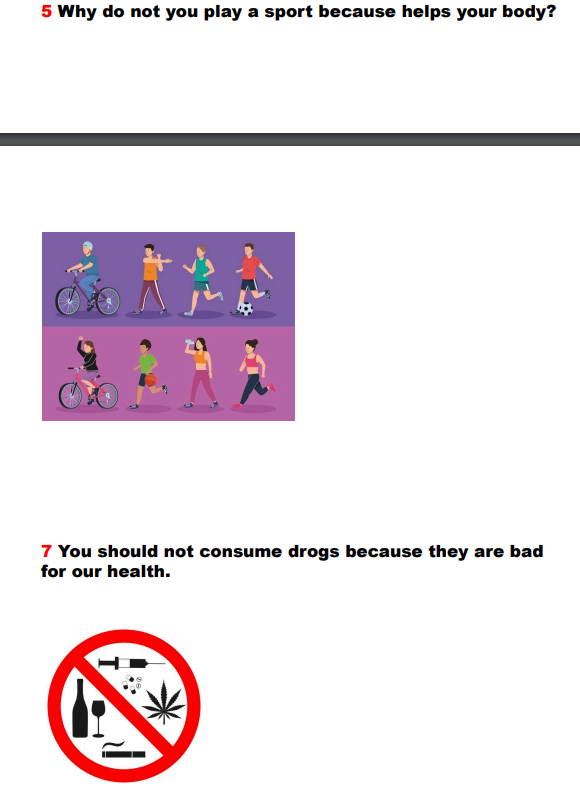 5 Why do not you play a sport because helps your body?
7 You should not consume drugs because they are bad
for our health.